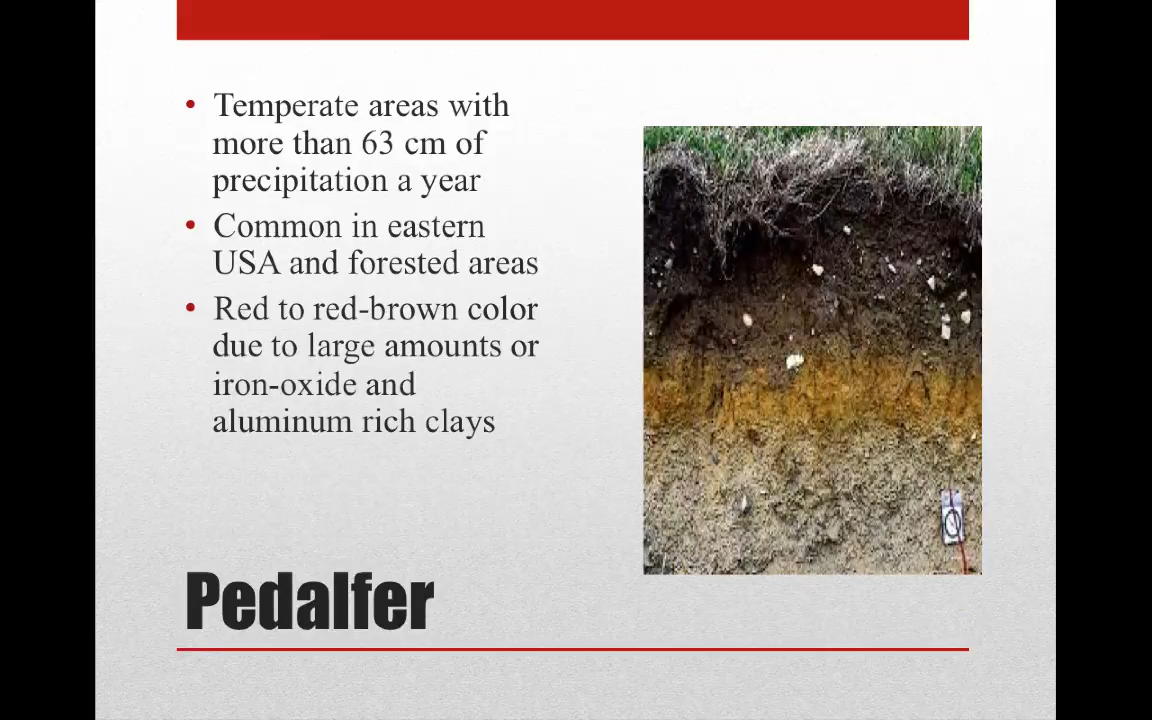 • Temperate areas with
more than 63 cm of
precipitation a year
• Common in eastern
USA and forested areas
• Red to red-brown color
due to large amounts or
iron-oxide and
aluminum rich clays
Pedalfer